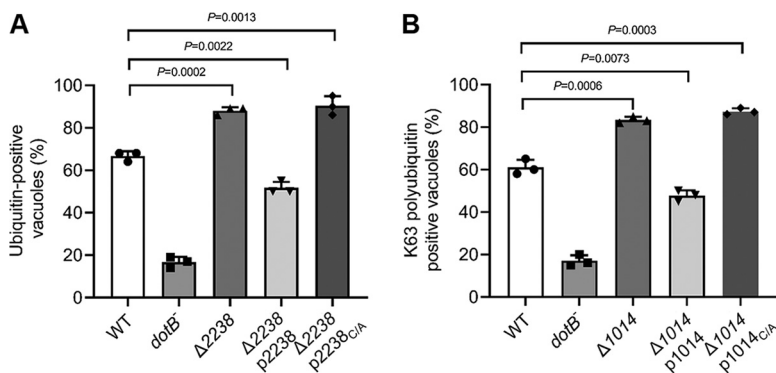 A
P=0.0013
P=0.0022
P=0.0002
Ubiquitin-positive
vacuoles (%)
100
80
60
40
20
0
WT
dotB-
Δ2238
Δ2238
p2238
Δ2238
p2238C/A
B
P=0.0003
P=0.0073
P=0.0006
K63 polyubiquitin
positive vacuoles (%)
100
80
60
40
20
0
WT
dotB-
Δ1014
Δ1014
p1014
Δ1014
p1014C/A